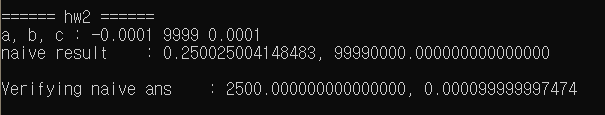 ====== hw2 ======
a, b, c : -0.0001 9999 0.0001
naive result : 0.250025004148483, 99990000.000000000000000
Verifying naive ans : 2500.000000000000000, 0.000099999997474